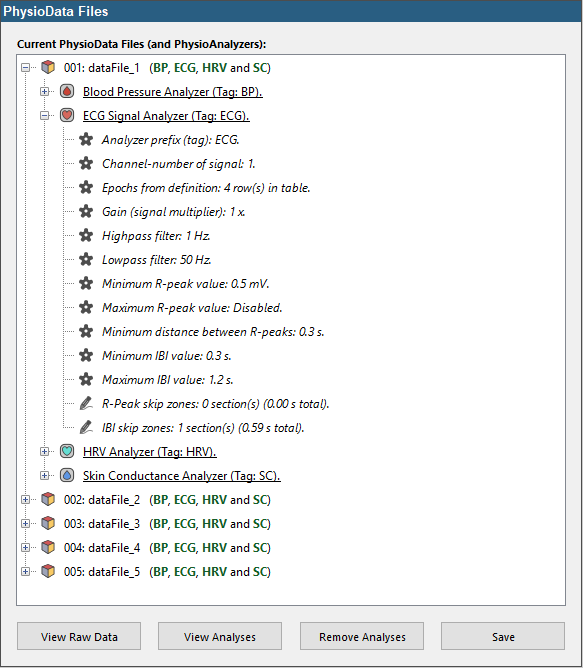 PhysioData Files
Current PhysioData Files (and PhysioAnalyzers):
001: dataFile_1 (BP, ECG, HRV and SC)
Blood Pressure Analyzer (Tag: BP).
ECG Signal Analyzer (Tag: ECG).
Analyzer prefix (tag): ECG.
Channel-number of signal: 1.
Epochs from definition: 4 row(s) in table.
Gain (signal multiplier): 1 x.
Highpass filter: 1 Hz.
Lowpass filter: 50 Hz.
Minimum R-peak value: 0.5 mV.
Maximum R-peak value: Disabled.
Minimum distance between R-peaks: 0.3 s.
Minimum IBI value: 0.3 s.
Maximum IBI value: 1.2 s.
R-Peak skip zones: 0 section(s) (0.00 s total).
IBI skip zones: 1 section(s) (0.59 s total).
HRV Analyzer (Tag: HRV).
Skin Conductance Analyzer (Tag: SC).
002: dataFile_2 (BP, ECG, HRV and SC)
003: dataFile_3 (BP, ECG, HRV and SC)
004: dataFile_4 (BP, ECG, HRV and SC)
005: dataFile_5 (BP, ECG, HRV and SC)
View Raw Data View Analyses Remove Analyses Save